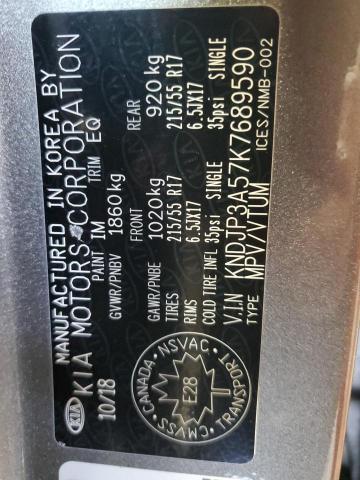 MANUFACTURED IN KOREA BY
KIA KIA MOTORS CORPORATION
10/18 PAINT 1M TRIM EQ
GVWR/PNBV 1860kg
FRONT REAR
GAWR/PNBE 1020kg 920kg
TIRES 215/55 R17 215/55 R17
RIMS 6.5JX17 6.5JX17
COLD TIRE INFL 35psi SINGLE 35psi SINGLE
V.I.N KNDJP3A57K7689590
TYPE MPV/VTUM ICES/NMB-002
CANADA · NSVAC · TRANSPORT · CMVSS
E28